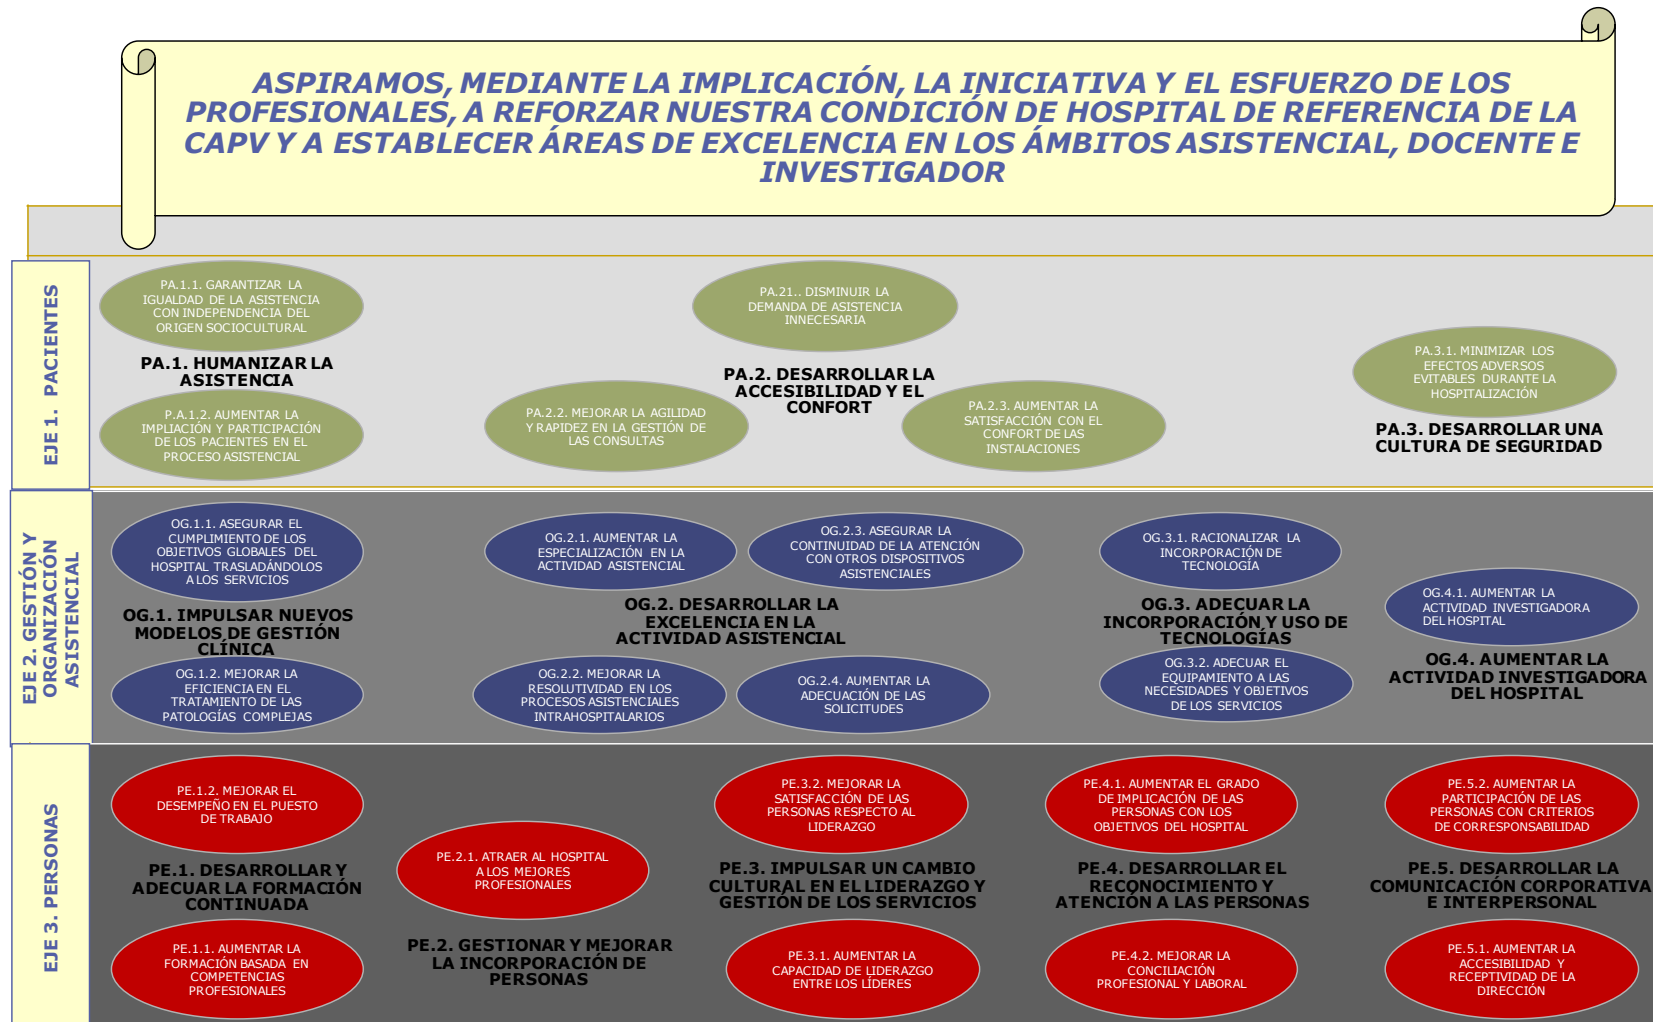 ASPIRAMOS, MEDIANTE LA IMPLICACIÓN, LA INICIATIVA Y EL ESFUERZO DE LOS
PROFESIONALES, A REFORZAR NUESTRA CONDICIÓN DE HOSPITAL DE REFERENCIA DE LA
CAPV Y A ESTABLECER ÁREAS DE EXCELENCIA EN LOS ÁMBITOS ASISTENCIAL, DOCENTE E
INVESTIGADOR
EJE 1. PACIENTES
PA.1.1. GARANTIZAR LA
IGUALDAD DE LA ASISTENCIA
CON INDEPENDENCIA DEL
ORIGEN SOCIOCULTURAL
PA.1. HUMANIZAR LA
ASISTENCIA
P.A.1.2. AUMENTAR LA
IMPLIACIÓN Y PARTICIPACIÓN
DE LOS PACIENTES EN EL
PROCESO ASISTENCIAL
PA.21.. DISMINUIR LA
DEMANDA DE ASISTENCIA
INNECESARIA
PA.2. DESARROLLAR LA
ACCESIBILIDAD Y EL
CONFORT
PA.2.2. MEJORAR LA AGILIDAD
Y RAPIDEZ EN LA GESTIÓN DE
LAS CONSULTAS
PA.2.3. AUMENTAR LA
SATISFACCIÓN CON EL
CONFORT DE LAS
INSTALACIONES
PA.3.1. MINIMIZAR LOS
EFECTOS ADVERSOS
EVITABLES DURANTE LA
HOSPITALIZACIÓN
PA.3. DESARROLLAR UNA
CULTURA DE SEGURIDAD
EJE 2. GESTIÓN Y
ORGANIZACIÓN
ASISTENCIAL
OG.1.1. ASEGURAR EL
CUMPLIMIENTO DE LOS
OBJETIVOS GLOBALES DEL
HOSPITAL TRASLADÁNDOLOS
A LOS SERVICIOS
OG.1. IMPULSAR NUEVOS
MODELOS DE GESTIÓN
CLÍNICA
OG.1.2. MEJORAR LA
EFICIENCIA EN EL
TRATAMIENTO DE LAS
PATOLOGÍAS COMPLEJAS
OG.2.1. AUMENTAR LA
ESPECIALIZACIÓN EN LA
ACTIVIDAD ASISTENCIAL
OG.2.3. ASEGURAR LA
CONTINUIDAD DE LA ATENCIÓN
CON OTROS DISPOSITIVOS
ASISTENCIALES
OG.2. DESARROLLAR LA
EXCELENCIA EN LA
ACTIVIDAD ASISTENCIAL
OG.2.2. MEJORAR LA
RESOLUTIVIDAD EN LOS
PROCESOS ASISTENCIALES
INTRAHOSPITALARIOS
OG.2.4. AUMENTAR LA
ADECUACIÓN DE LAS
SOLICITUDES
OG.3.1. RACIONALIZAR LA
INCORPORACIÓN DE
TECNOLOGÍA
OG.3. ADECUAR LA
INCORPORACIÓN Y USO DE
TECNOLOGÍAS
OG.3.2. ADECUAR EL
EQUIPAMIENTO A LAS
NECESIDADES Y OBJETIVOS
DE LOS SERVICIOS
OG.4.1. AUMENTAR LA
ACTIVIDAD INVESTIGADORA
DEL HOSPITAL
OG.4. AUMENTAR LA
ACTIVIDAD INVESTIGADORA
DEL HOSPITAL
EJE 3. PERSONAS
PE.1.2. MEJORAR EL
DESEMPEÑO EN EL PUESTO
DE TRABAJO
PE.1. DESARROLLAR Y
ADECUAR LA FORMACIÓN
CONTINUADA
PE.1.1. AUMENTAR LA
FORMACIÓN BASADA EN
COMPETENCIAS
PROFESIONALES
PE.2.1. ATRAER AL HOSPITAL
A LOS MEJORES
PROFESIONALES
PE.2. GESTIONAR Y MEJORAR
LA INCORPORACIÓN DE
PERSONAS
PE.3.2. MEJORAR LA
SATISFACCIÓN DE LAS
PERSONAS RESPECTO AL
LIDERAZGO
PE.3. IMPULSAR UN CAMBIO
CULTURAL EN EL LIDERAZGO Y
GESTIÓN DE LOS SERVICIOS
PE.3.1. AUMENTAR LA
CAPACIDAD DE LIDERAZGO
ENTRE LOS LÍDERES
PE.4.1. AUMENTAR EL GRADO
DE IMPLICACIÓN DE LAS
PERSONAS CON LOS
OBJETIVOS DEL HOSPITAL
PE.4. DESARROLLAR EL
RECONOCIMIENTO Y
ATENCIÓN A LAS PERSONAS
PE.4.2. MEJORAR LA
CONCILIACIÓN
PROFESIONAL Y LABORAL
PE.5.2. AUMENTAR LA
PARTICIPACIÓN DE LAS
PERSONAS CON CRITERIOS
DE CORRESPONSABILIDAD
PE.5. DESARROLLAR LA
COMUNICACIÓN CORPORATIVA
E INTERPERSONAL
PE.5.1. AUMENTAR LA
ACCESIBILIDAD Y
RECEPTIVIDAD DE LA
DIRECCIÓN